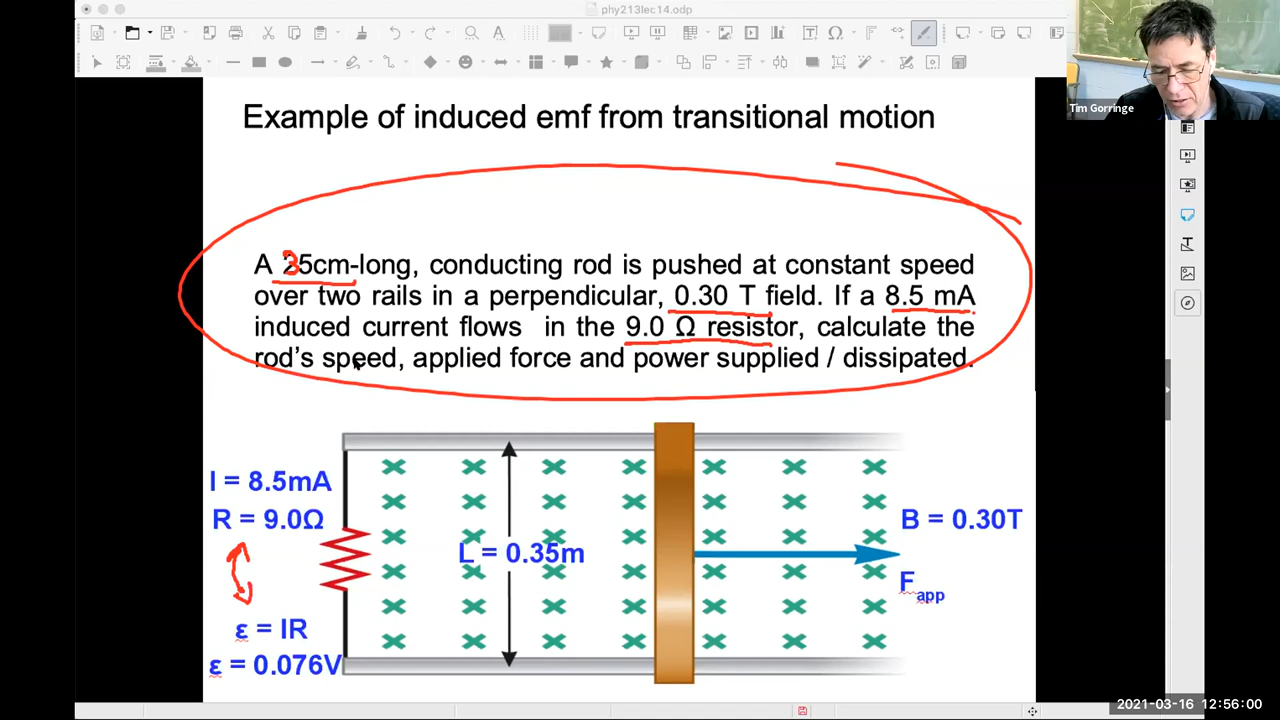 phy213lec14.odp
Tim Gorringe
Example of induced emf from transitional motion
A 35cm-long, conducting rod is pushed at constant speed
over two rails in a perpendicular, 0.30 T field. If a 8.5 mA
induced current flows in the 9.0 Ω resistor, calculate the
rod's speed, applied force and power supplied / dissipated.
I = 8.5mA
R = 9.0Ω
B = 0.30T
L = 0.35m
F app
ε = IR
ε = 0.076V
2021-03-16 12:56:00